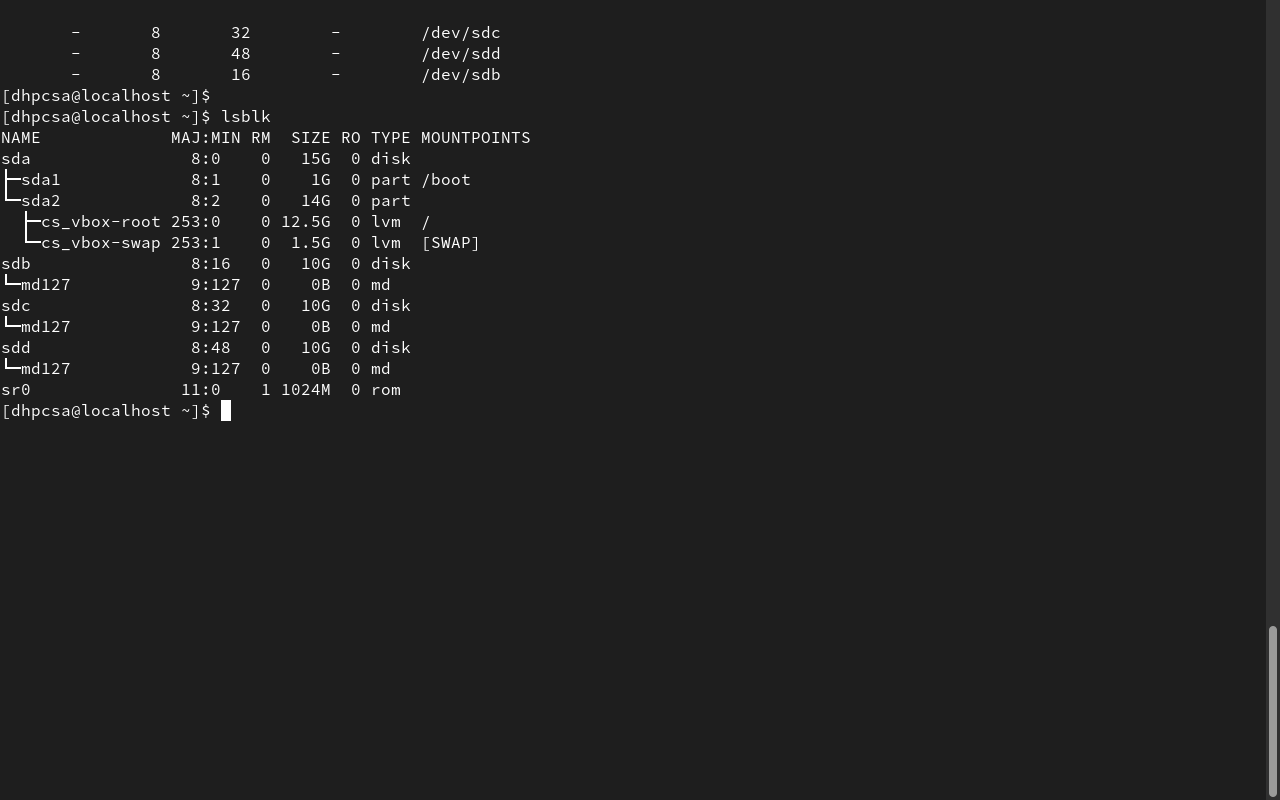 -       8       32        -        /dev/sdc
       -       8       48        -        /dev/sdd
       -       8       16        -        /dev/sdb
[dhpcsa@localhost ~]$
[dhpcsa@localhost ~]$ lsblk
NAME             MAJ:MIN RM  SIZE RO TYPE MOUNTPOINTS
sda                8:0    0   15G  0 disk
├─sda1             8:1    0    1G  0 part /boot
└─sda2             8:2    0   14G  0 part
  ├─cs_vbox-root 253:0    0 12.5G  0 lvm  /
  └─cs_vbox-swap 253:1    0  1.5G  0 lvm  [SWAP]
sdb                8:16   0   10G  0 disk
└─md127            9:127  0    0B  0 md
sdc                8:32   0   10G  0 disk
└─md127            9:127  0    0B  0 md
sdd                8:48   0   10G  0 disk
└─md127            9:127  0    0B  0 md
sr0               11:0    1 1024M  0 rom
[dhpcsa@localhost ~]$